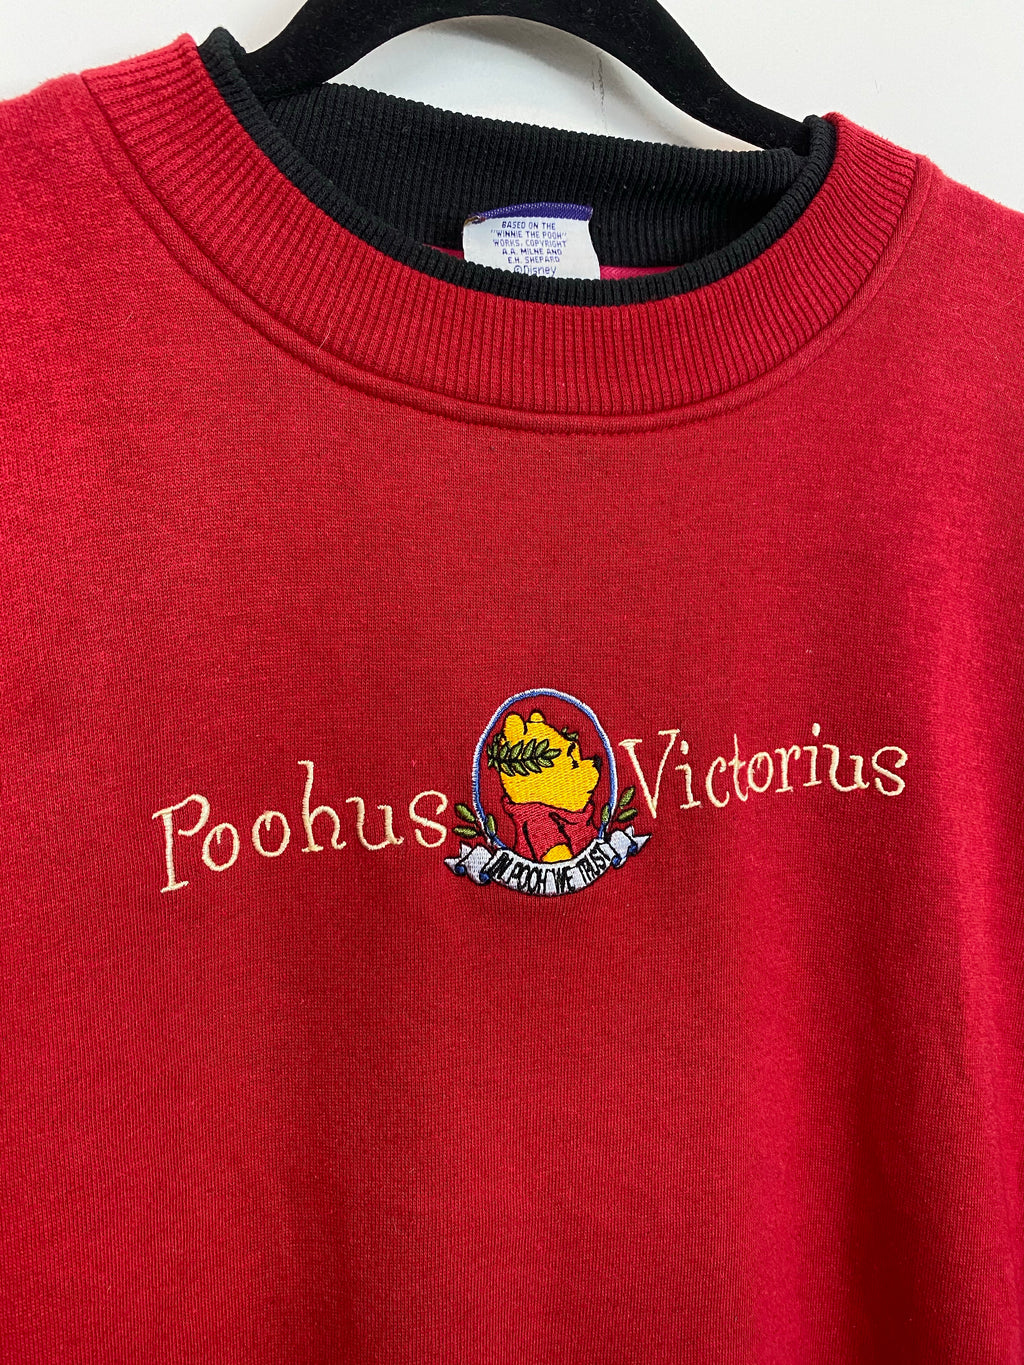 BASED ON THE
"WINNIE THE POOH"
WORKS, COPYRIGHT
A.A. MILNE AND
E.H. SHEPARD
©Disney
Poohus Victorius
IN POOH WE TRUST